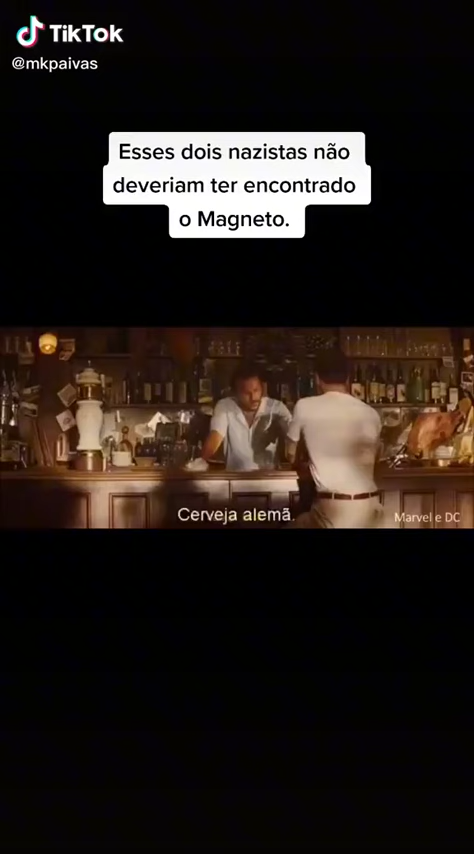 TikTok
@mkpaivas
Esses dois nazistas não
deveriam ter encontrado
o Magneto.
Cerveja alemã.
Marvel e DC